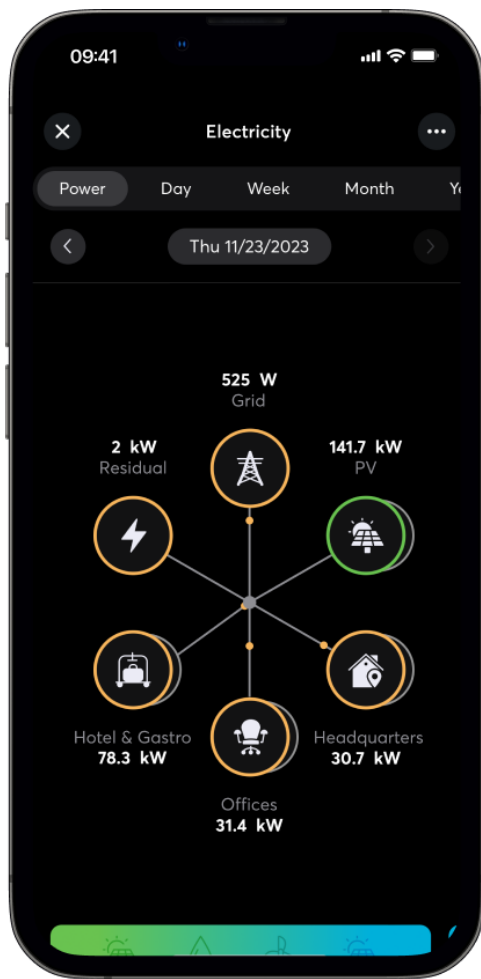 09:41
Electricity
Power Day Week Month
Thu 11/23/2023
525 W
Grid
2 kW
Residual
141.7 kW
PV
Hotel & Gastro
78.3 kW
Headquarters
30.7 kW
Offices
31.4 kW